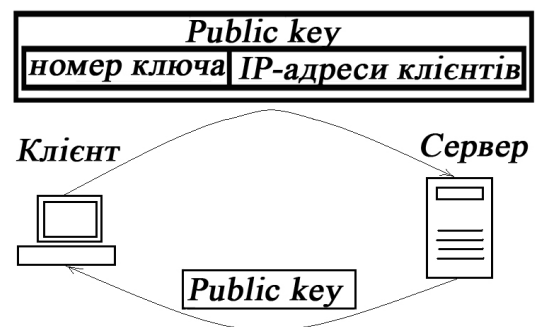 Public key
номер ключа IP-адреси клієнтів
Клієнт
Сервер
Public key